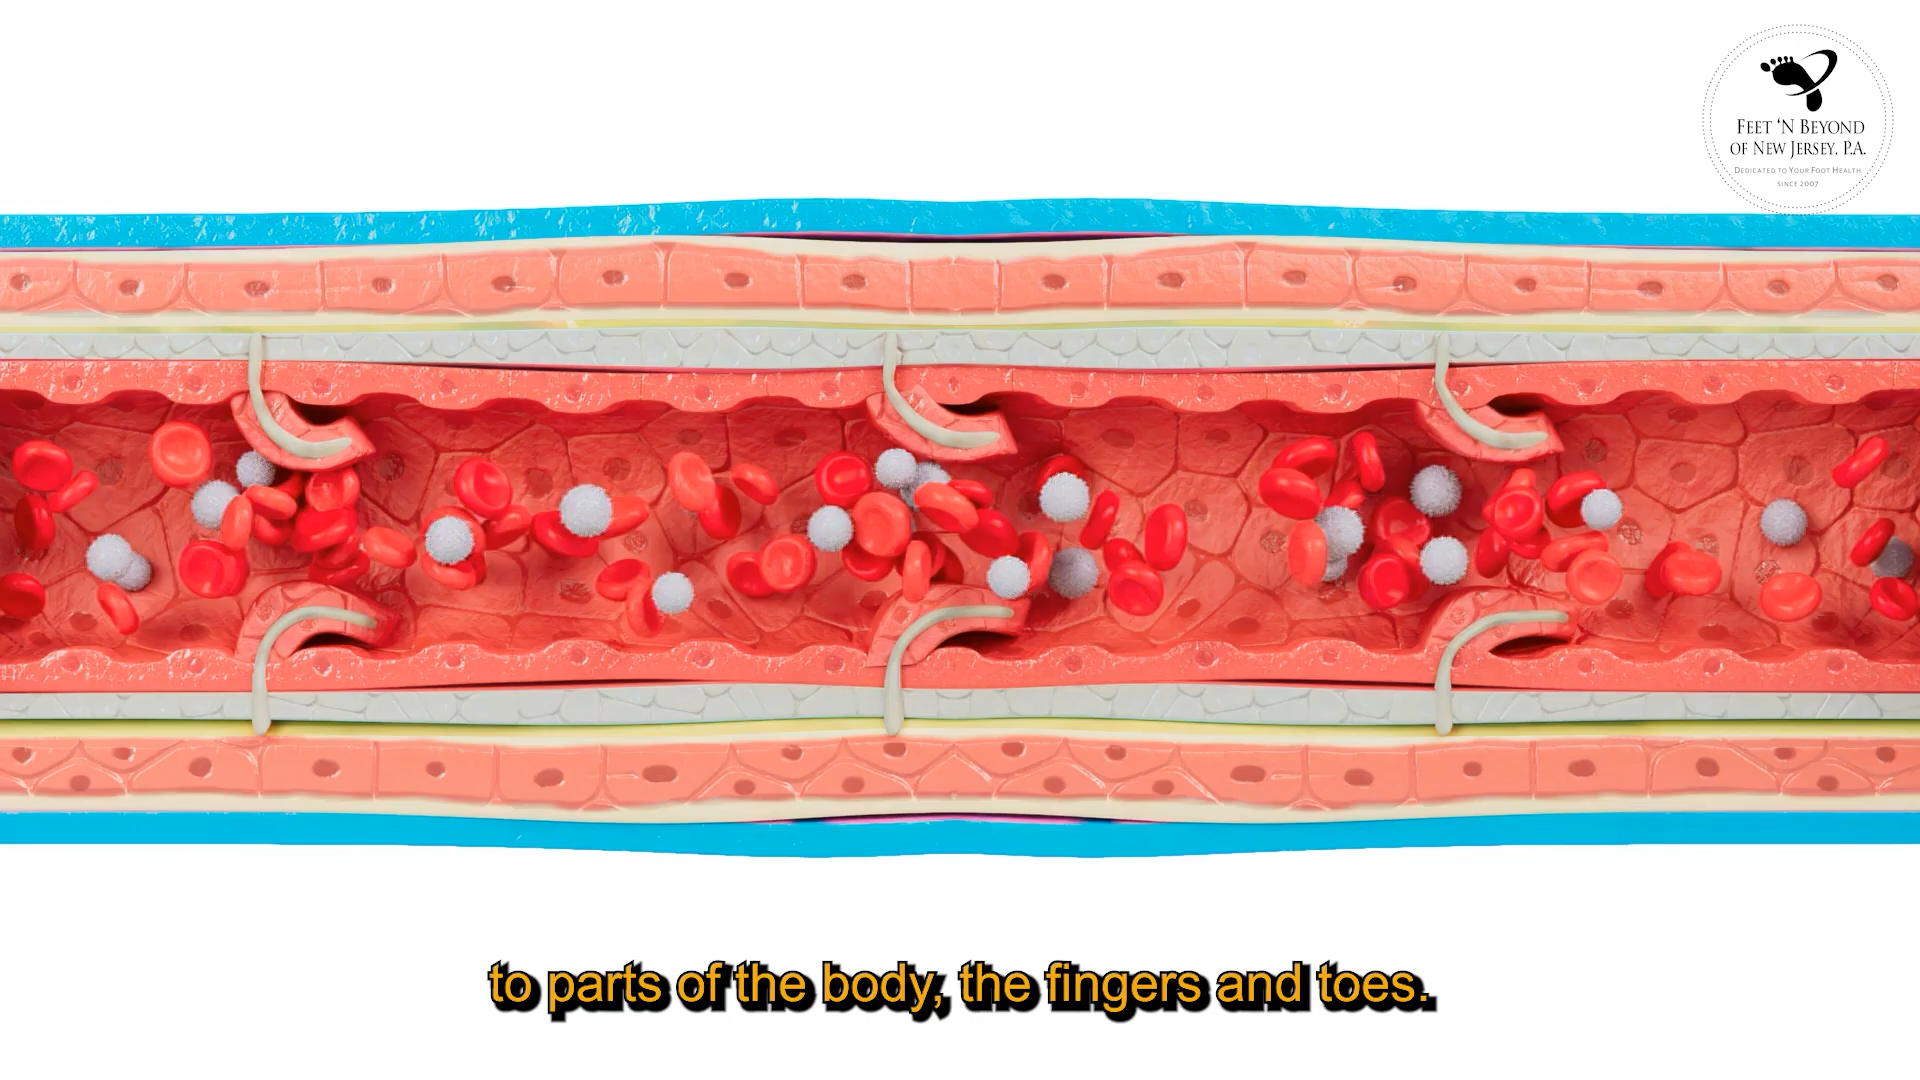 FEET ‘N BEYOND
OF NEW JERSEY, P.A.
DEDICATED TO YOUR FOOT HEALTH
SINCE 2007
to parts of the body, the fingers and toes.